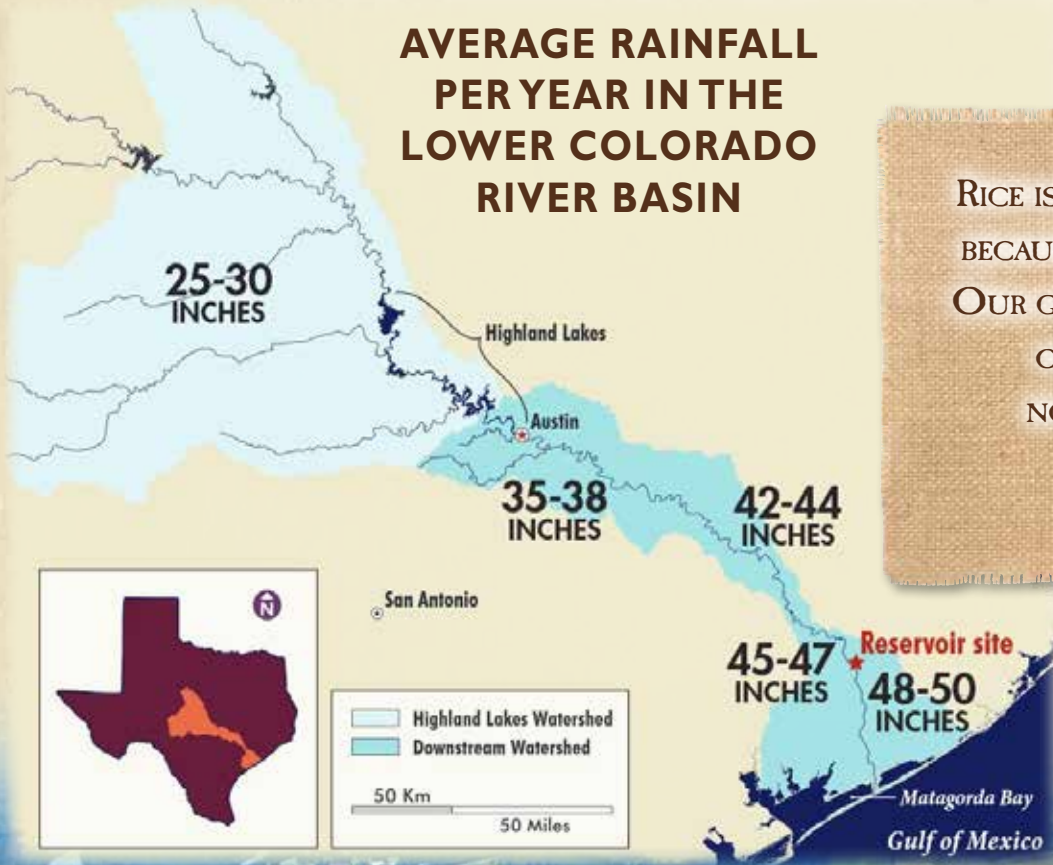 AVERAGE RAINFALL
PER YEAR IN THE
LOWER COLORADO
RIVER BASIN
RICE IS
BECAU
OUR G
O
NO
25-30
INCHES
Highland Lakes
Austin
35-38
INCHES
42-44
INCHES
San Antonio
N
Reservoir site
45-47
INCHES
48-50
INCHES
Highland Lakes Watershed
Downstream Watershed
50 Km
50 Miles
Matagorda Bay
Gulf of Mexico